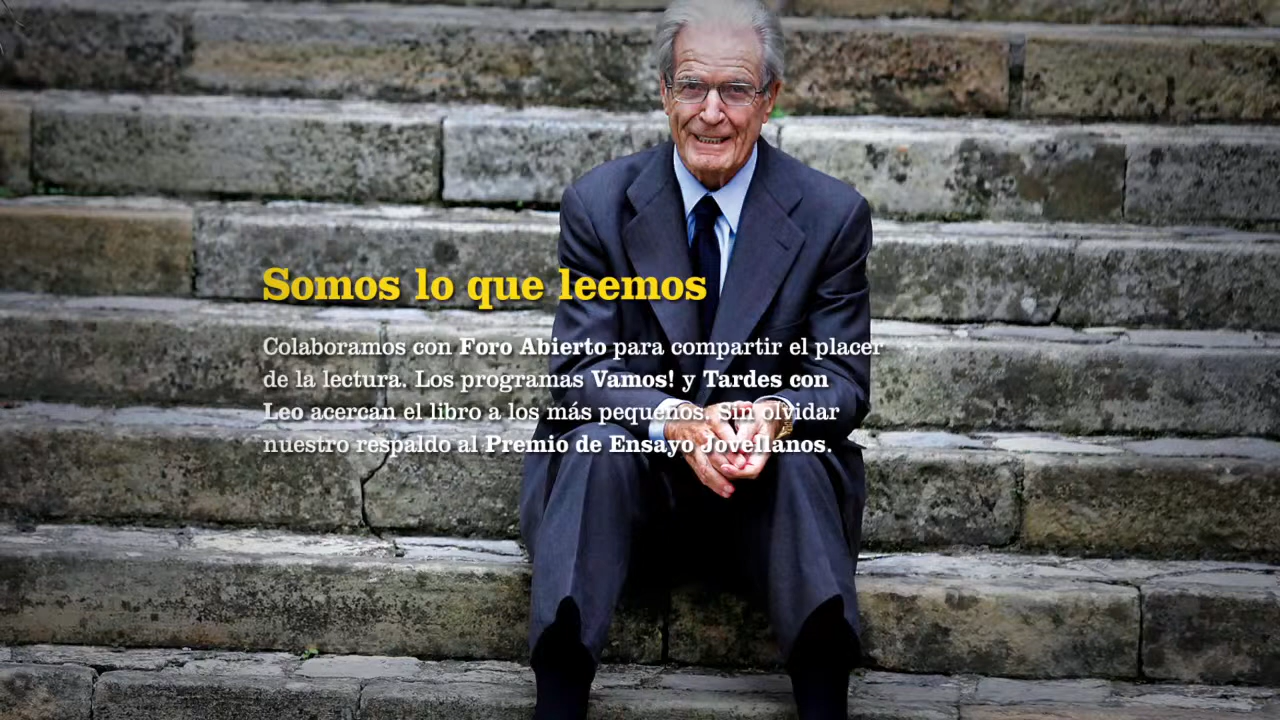 Somos lo que leemos
Colaboramos con Foro Abierto para compartir el placer
de la lectura. Los programas Vamos! y Tardes con
Leo acercan el libro a los más pequeños. Sin olvidar
nuestro respaldo al Premio de Ensayo Jovellanos.